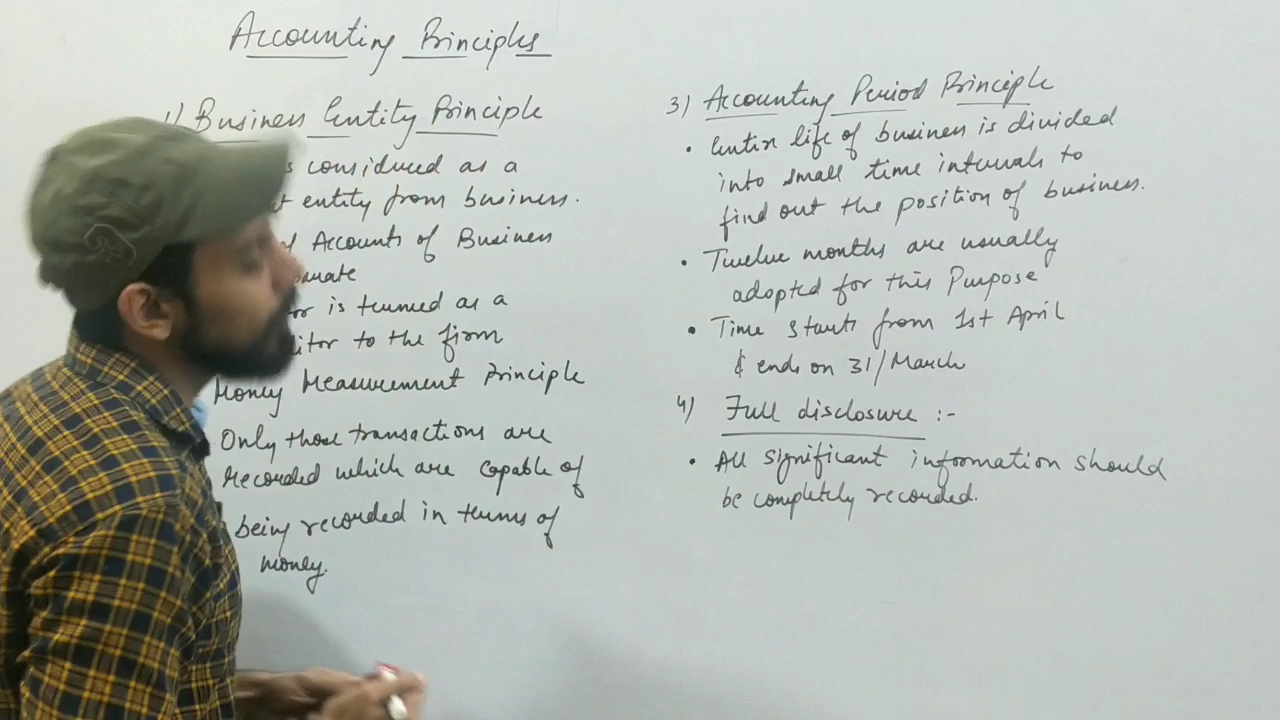 Accounting Principles
1) Business Entity Principle
considered as a
entity from business.
Accounts of Business
is termed as a
to the firm
Money Measurement Principle
Only those transactions are
recorded which are capable of
being recorded in terms of
money.
3) Accounting Period Principle
• Entire life of business is divided
into small time intervals to
find out the position of business.
• Twelve months are usually
adopted for this Purpose
• Time starts from 1st April
& ends on 31/March
4) Full disclosure :-
• All significant information should
be completely recorded.